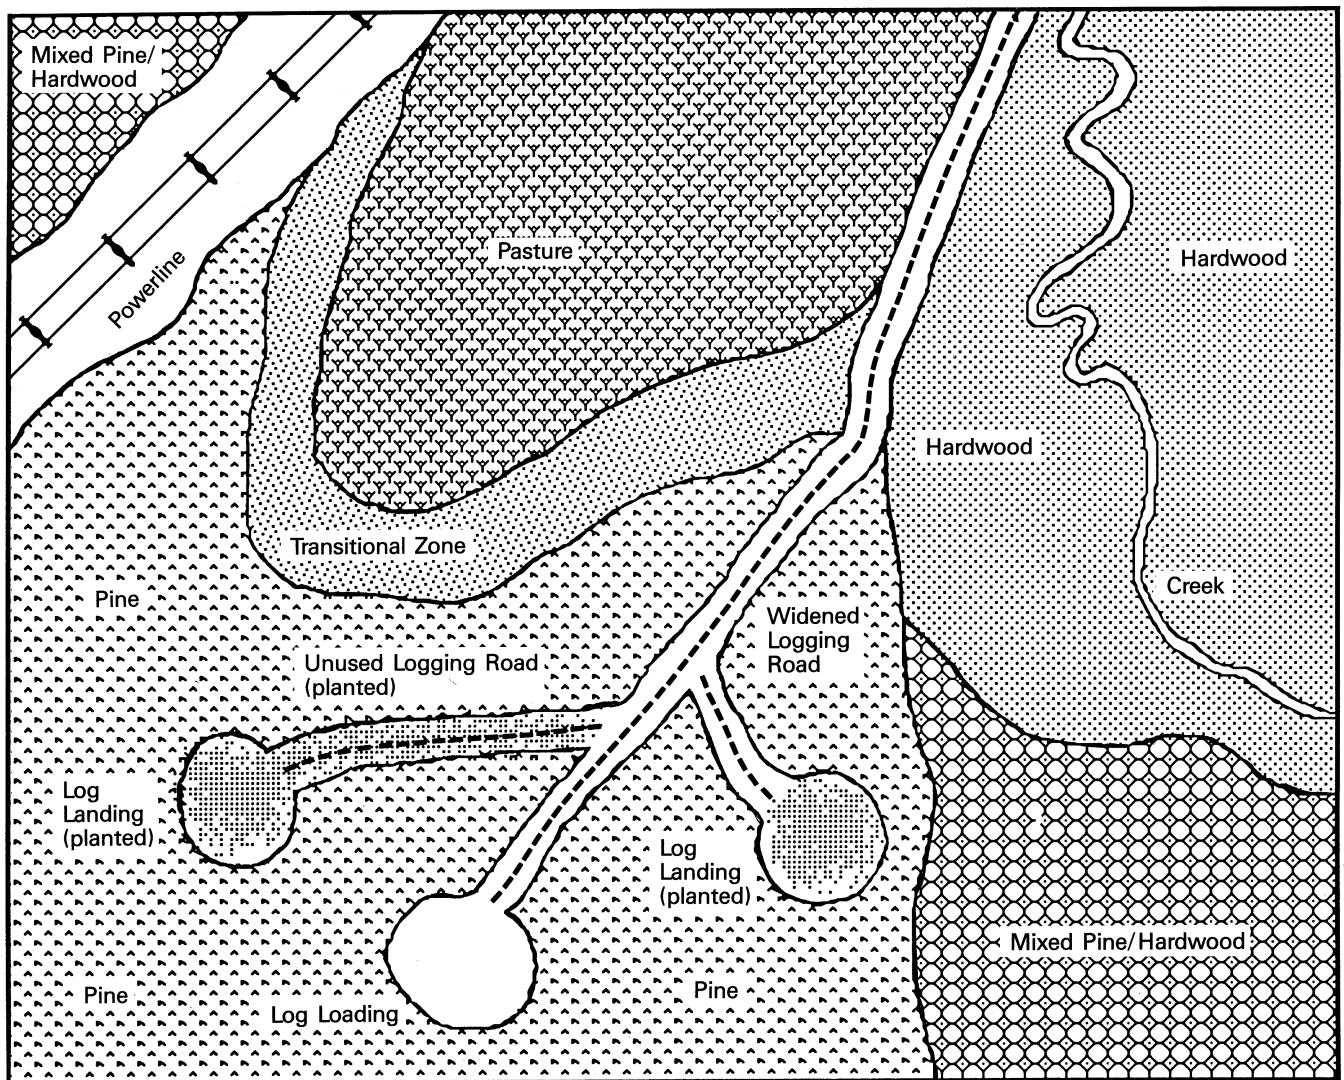 Mixed Pine/
Hardwood
Powerline
Pasture
Hardwood
Hardwood
Transitional Zone
Creek
Pine
Widened
Logging
Road
Unused Logging Road
(planted)
Log
Landing
(planted)
Log
Landing
(planted)
Mixed Pine/Hardwood
Pine
Pine
Log Loading